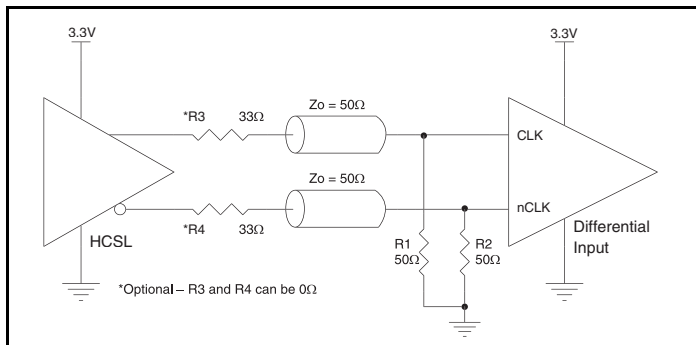 3.3V
3.3V
*R3 33Ω
Zo = 50Ω
CLK
Zo = 50Ω
nCLK
*R4 33Ω
HCSL
R1
50Ω
R2
50Ω
Differential
Input
*Optional – R3 and R4 can be 0Ω